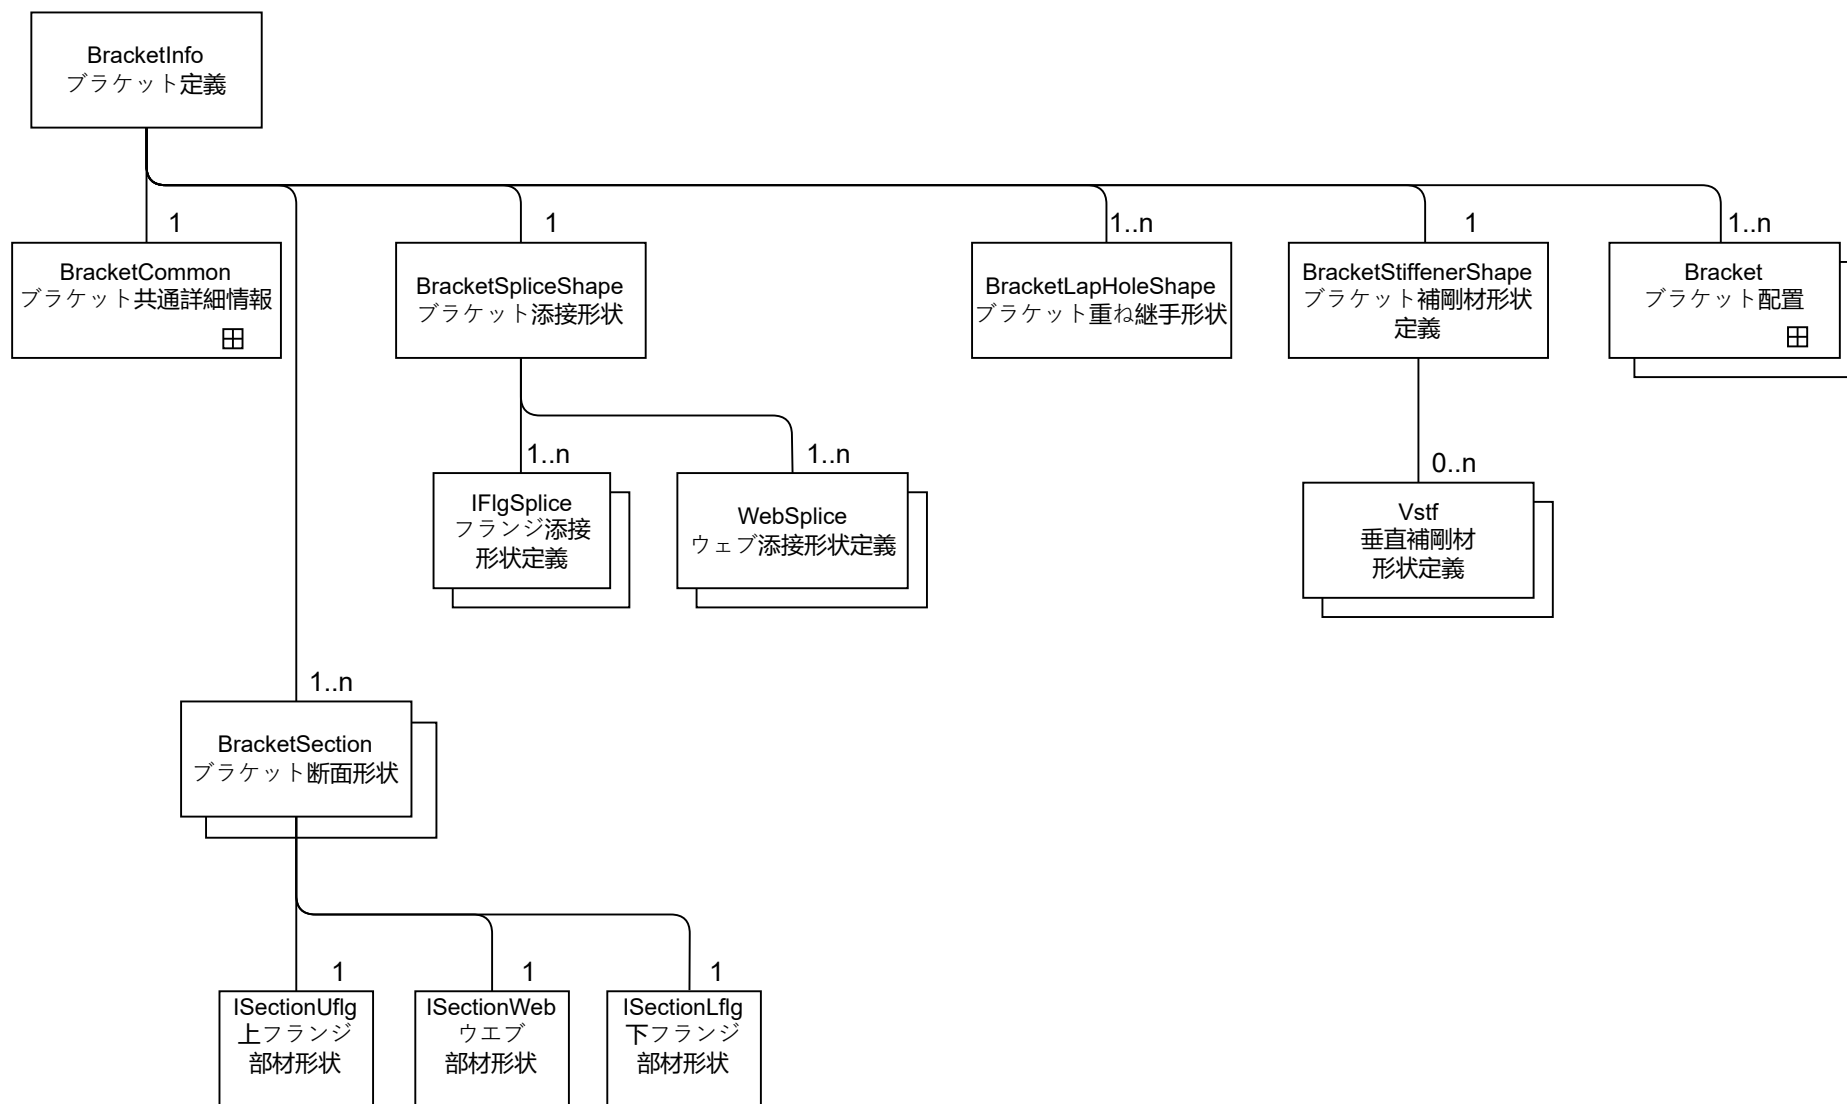 BracketInfo
ブラケット定義
1
1
1..n
1
1..n
BracketCommon
ブラケット共通詳細情報
BracketSpliceShape
ブラケット添接形状
BracketLapHoleShape
ブラケット重ね継手形状
BracketStiffenerShape
ブラケット補剛材形状
定義
Bracket
ブラケット配置
1..n
1..n
0..n
IFlgSplice
フランジ添接
形状定義
WebSplice
ウェブ添接形状定義
Vstf
垂直補剛材
形状定義
1..n
BracketSection
ブラケット断面形状
1
1
1
ISectionUflg
上フランジ
部材形状
ISectionWeb
ウエブ
部材形状
ISectionLflg
下フランジ
部材形状